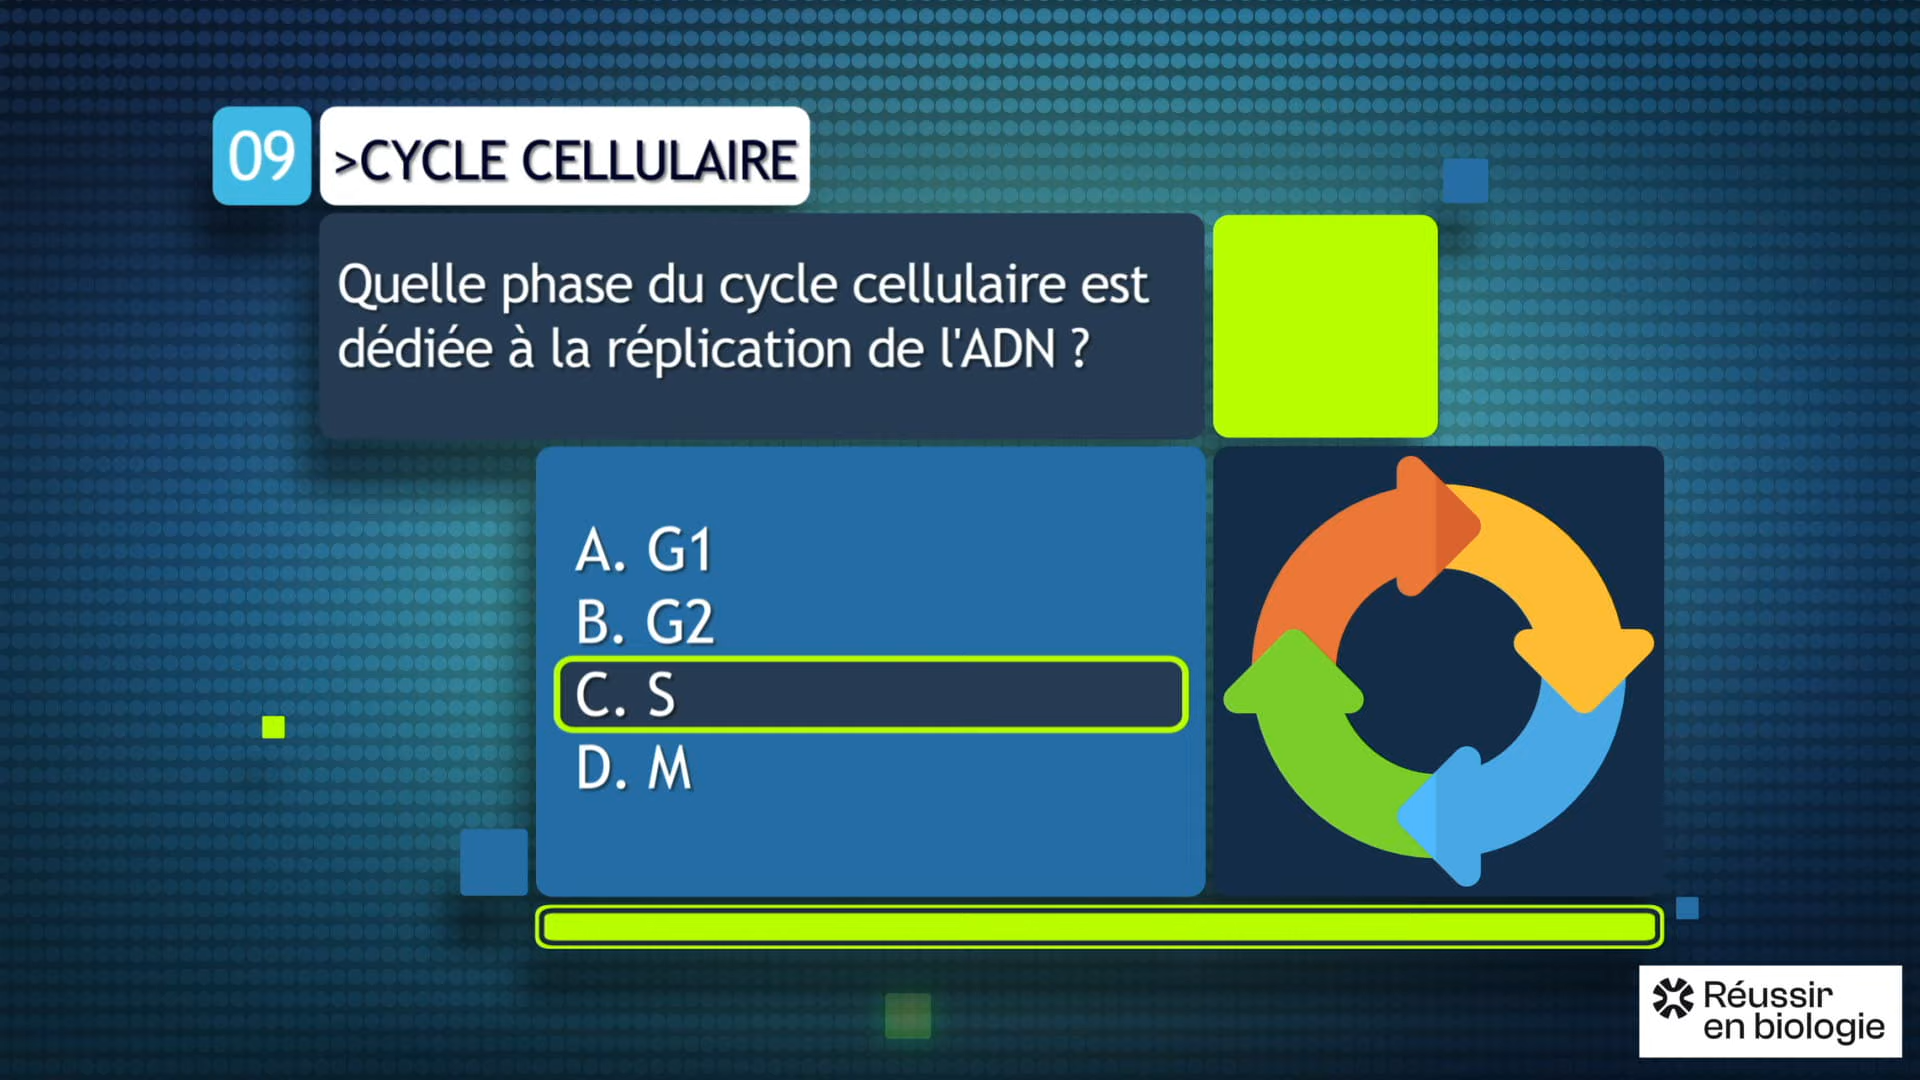 09
>CYCLE CELLULAIRE
Quelle phase du cycle cellulaire est
dédiée à la réplication de l'ADN ?
A. G1
B. G2
C. S
D. M
Réussir
en biologie